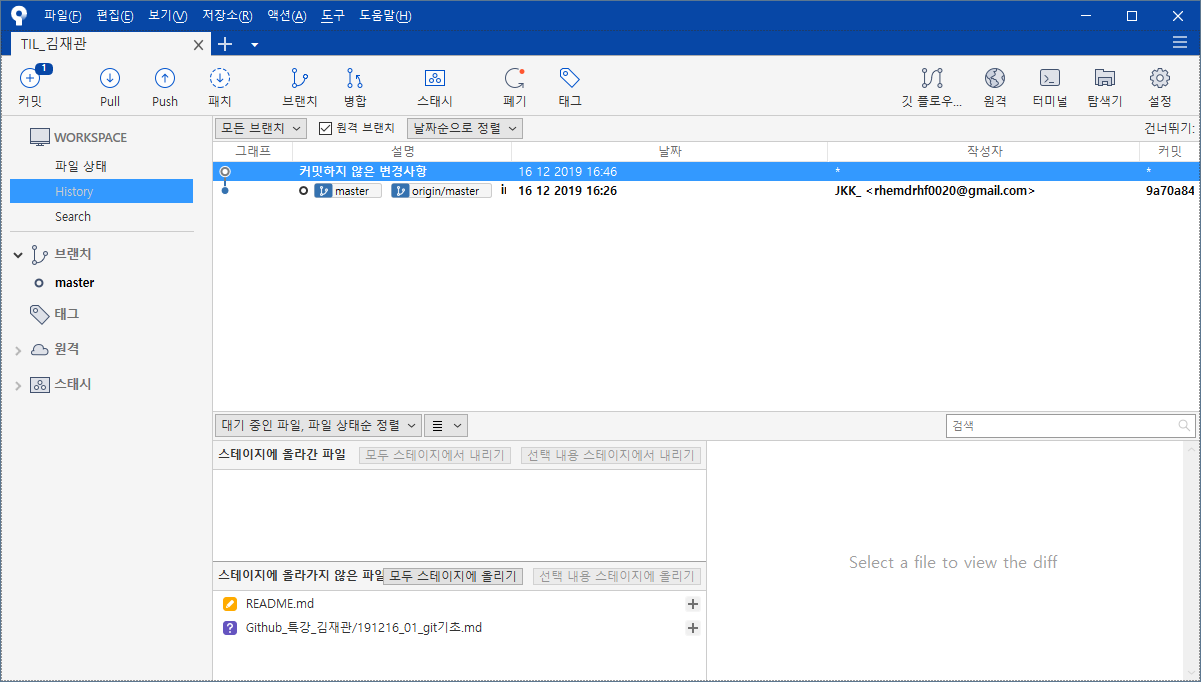 파일(F) 편집(E) 보기(V) 저장소(R) 액션(A) 도구 도움말(H)
TIL_김재관
1
커밋 Pull Push 패치 브랜치 병합 스태시 폐기 태그 깃 플로우... 원격 터미널 탐색기 설정
WORKSPACE
파일 상태
History
Search
브랜치
master
태그
원격
스태시
모든 브랜치 원격 브랜치 날짜순으로 정렬 건너뛰기:
그래프 설명 날짜 작성자 커밋
커밋하지 않은 변경사항 16 12 2019 16:46 * *
master origin/master 16 12 2019 16:26 JKK_ <rhemdrhf0020@gmail.com> 9a70a84
대기 중인 파일, 파일 상태순 정렬 검색
스테이지에 올라간 파일 모두 스테이지에서 내리기 선택 내용 스테이지에서 내리기
스테이지에 올라가지 않은 파일 모두 스테이지에 올리기 선택 내용 스테이지에 올리기
README.md
Github_특강_김재관/191216_01_git기초.md
Select a file to view the diff